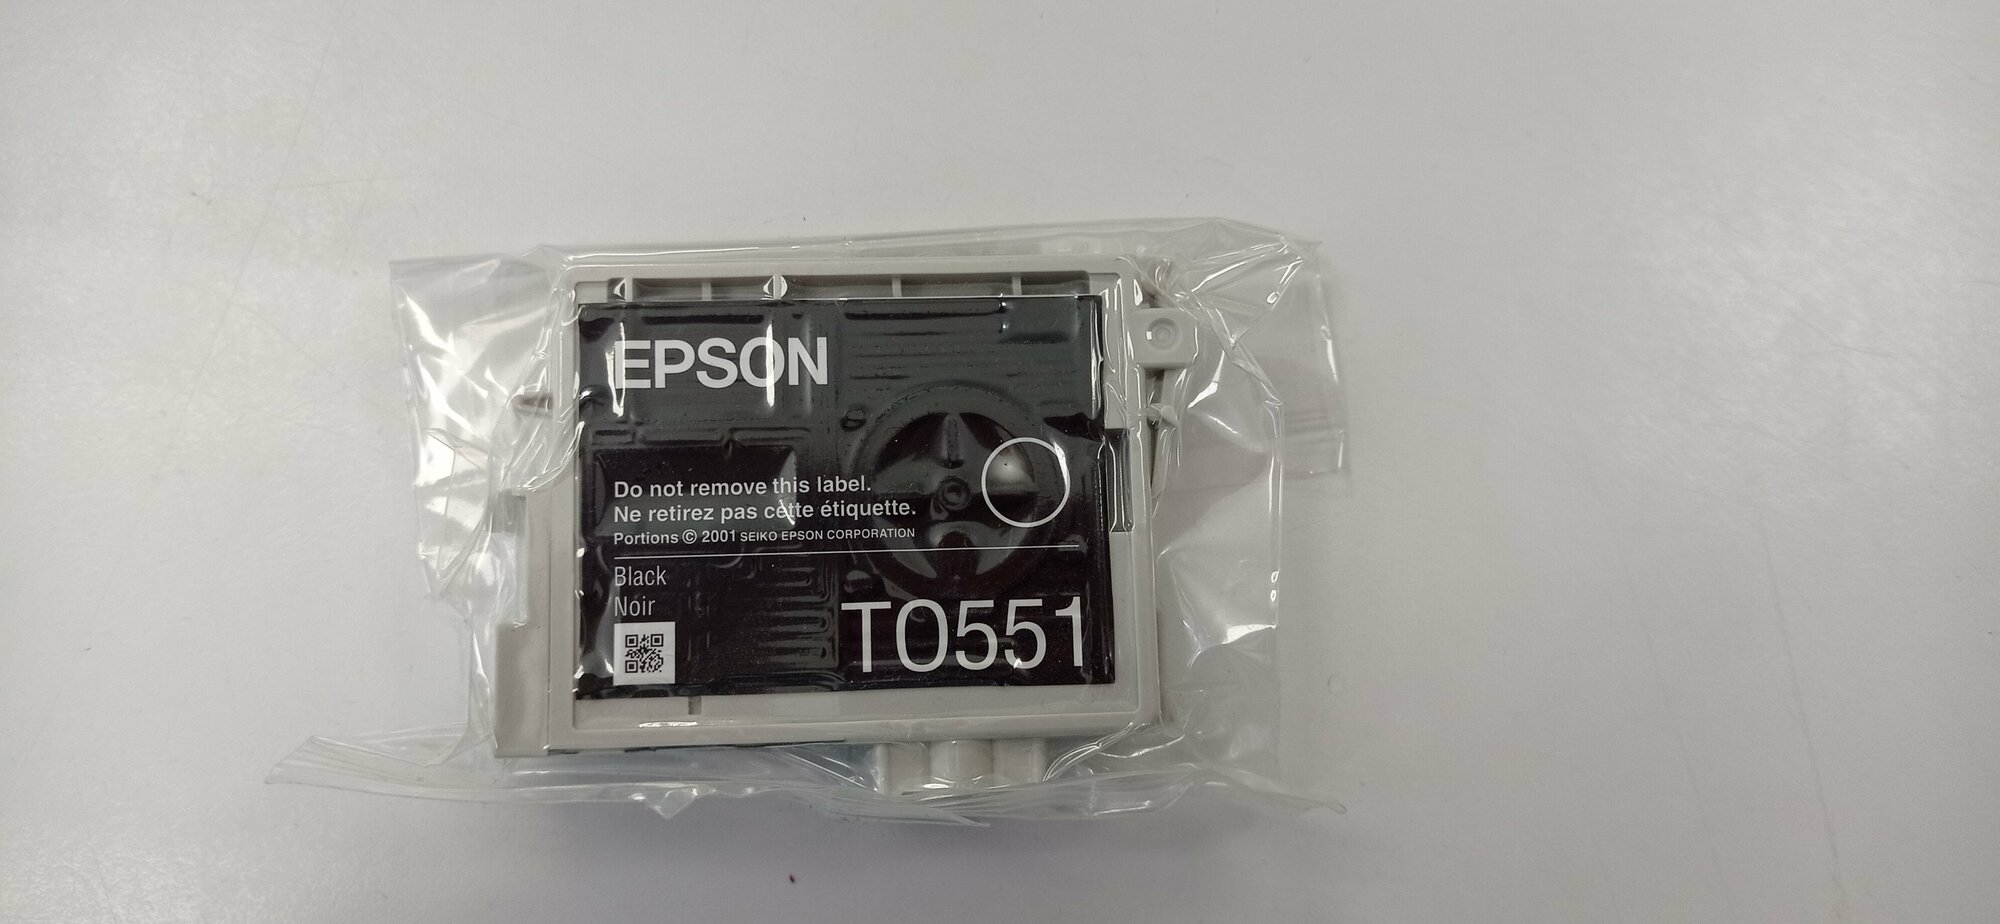 EPSON
Do not remove this label.
Ne retirez pas cette étiquette.
Portions © 2001 SEIKO EPSON CORPORATION
Black
Noir
T0551